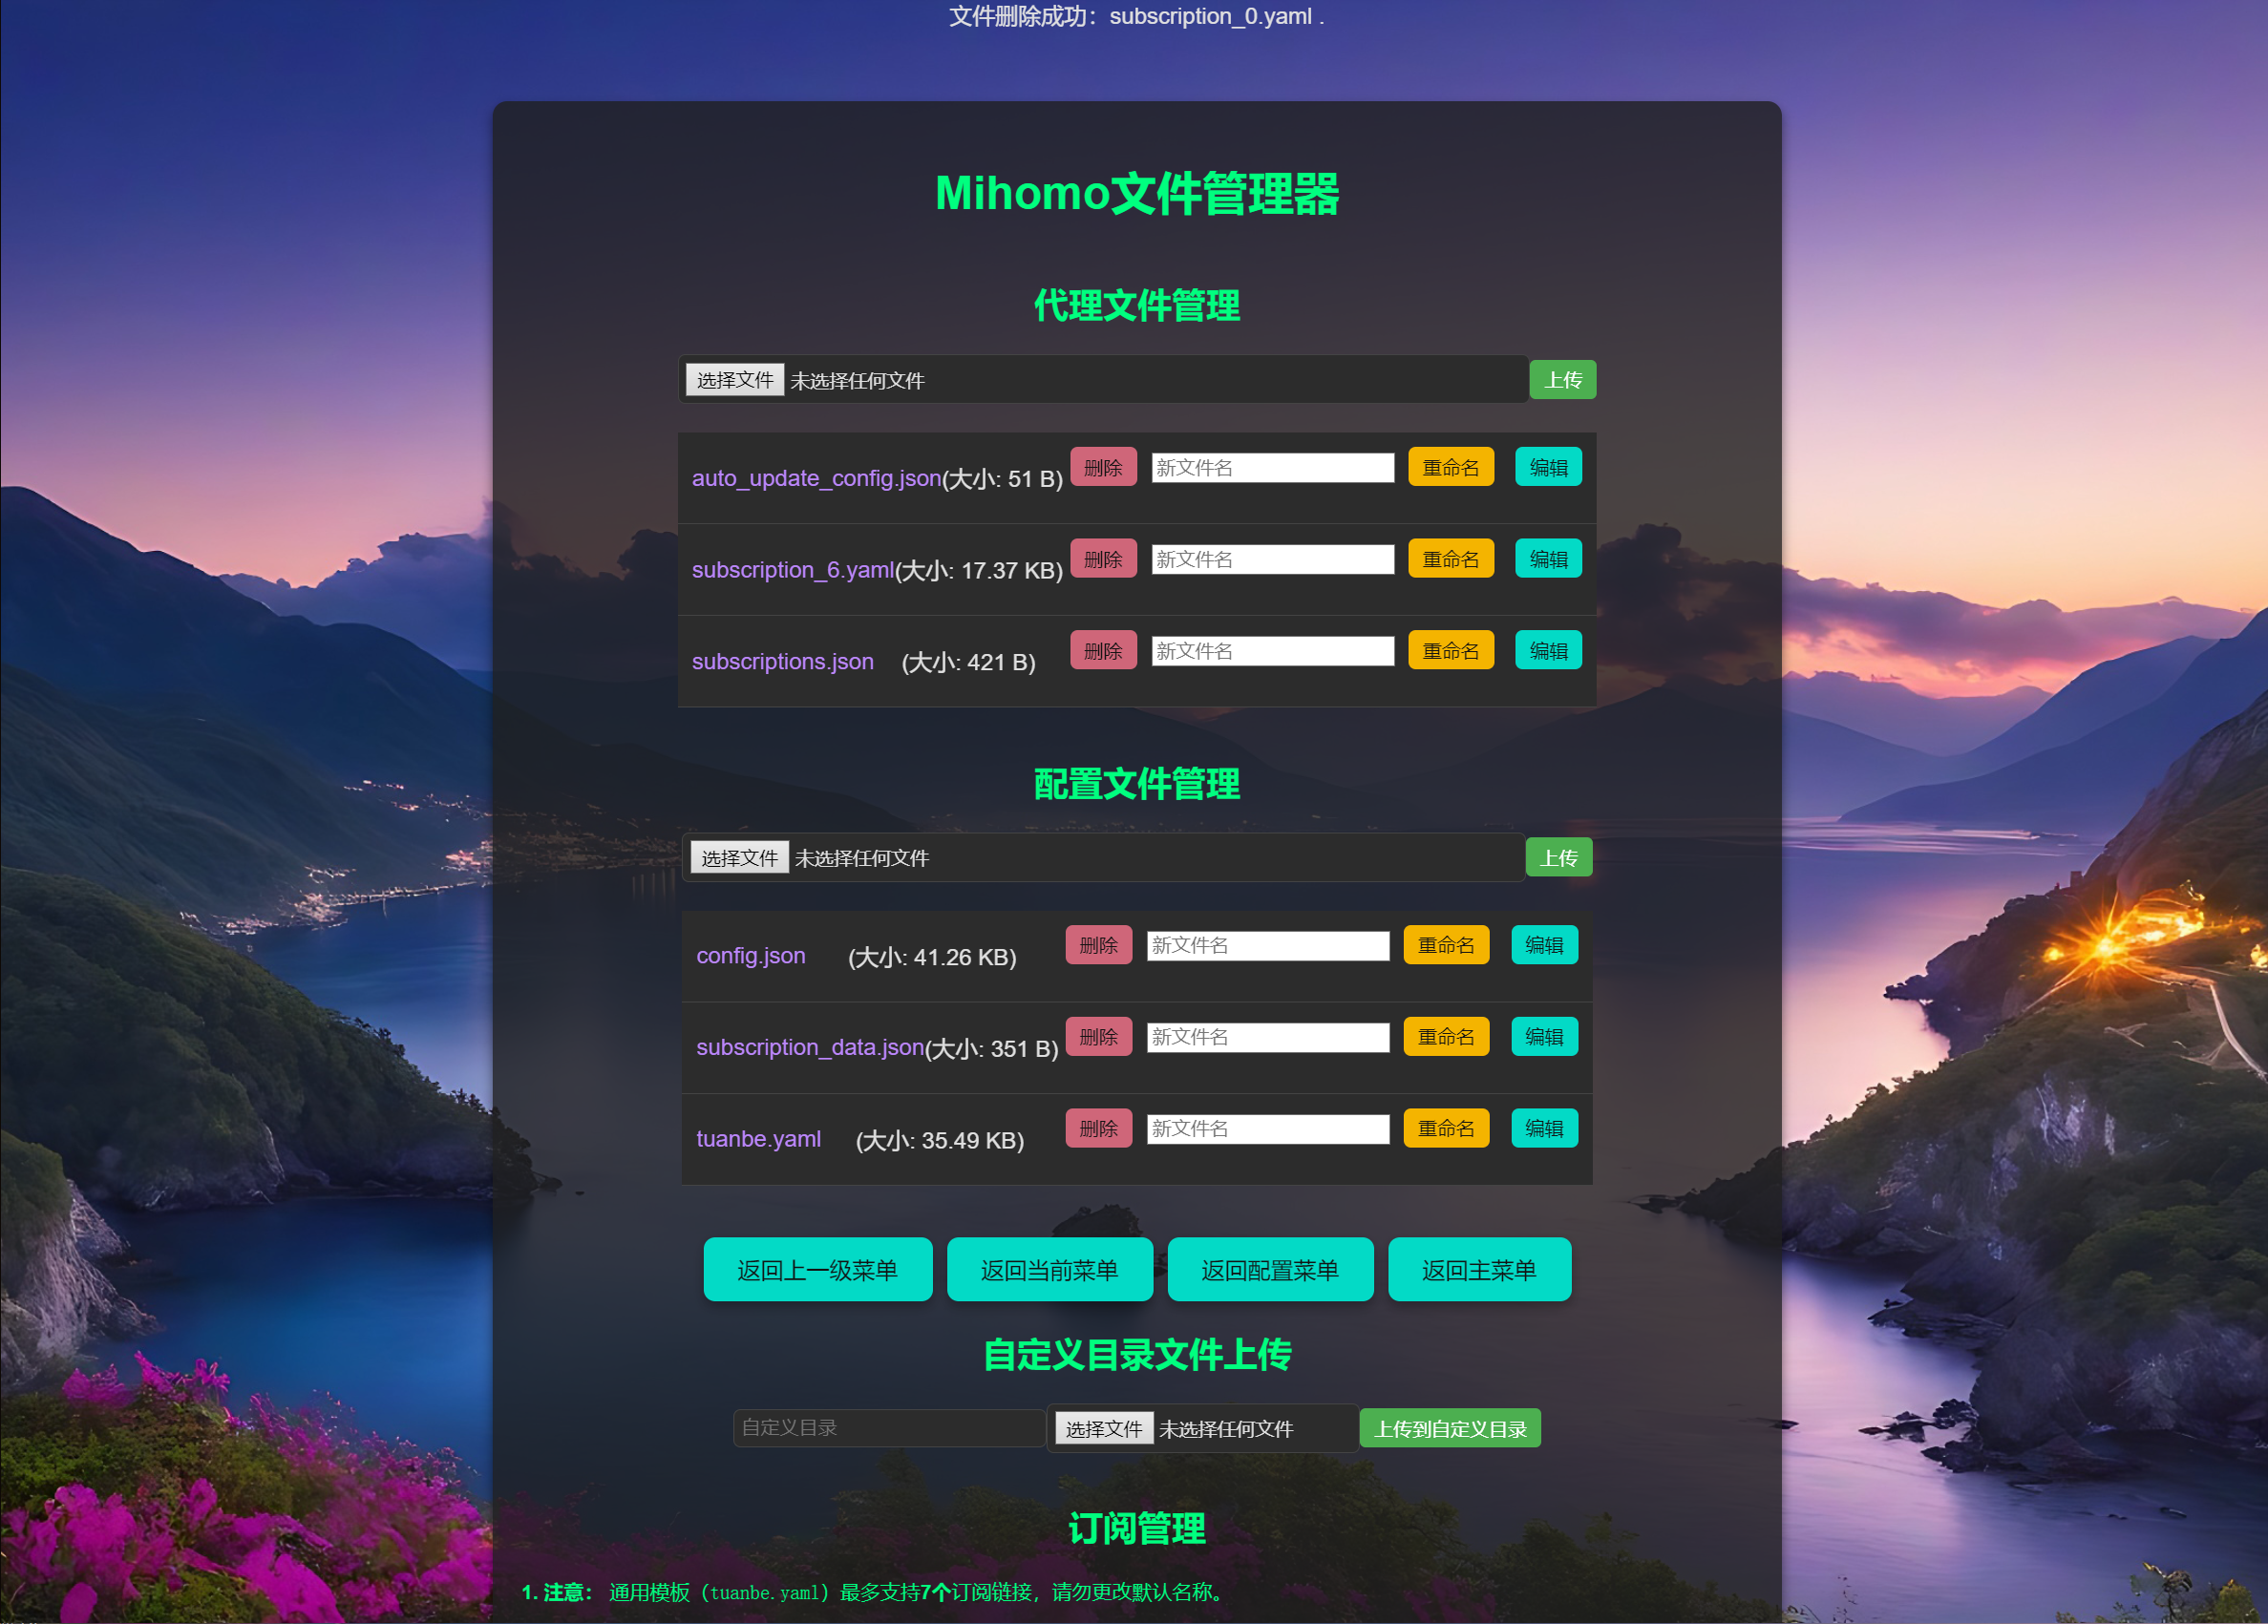 文件删除成功：subscription_0.yaml .
Mihomo文件管理器
代理文件管理
选择文件 未选择任何文件 上传
auto_update_config.json(大小: 51 B) 删除 新文件名 重命名 编辑
subscription_6.yaml(大小: 17.37 KB) 删除 新文件名 重命名 编辑
subscriptions.json (大小: 421 B) 删除 新文件名 重命名 编辑
配置文件管理
选择文件 未选择任何文件 上传
config.json (大小: 41.26 KB) 删除 新文件名 重命名 编辑
subscription_data.json(大小: 351 B) 删除 新文件名 重命名 编辑
tuanbe.yaml (大小: 35.49 KB) 删除 新文件名 重命名 编辑
返回上一级菜单 返回当前菜单 返回配置菜单 返回主菜单
自定义目录文件上传
自定义目录 选择文件 未选择任何文件 上传到自定义目录
订阅管理
1. 注意： 通用模板（tuanbe.yaml）最多支持7个订阅链接，请勿更改默认名称。